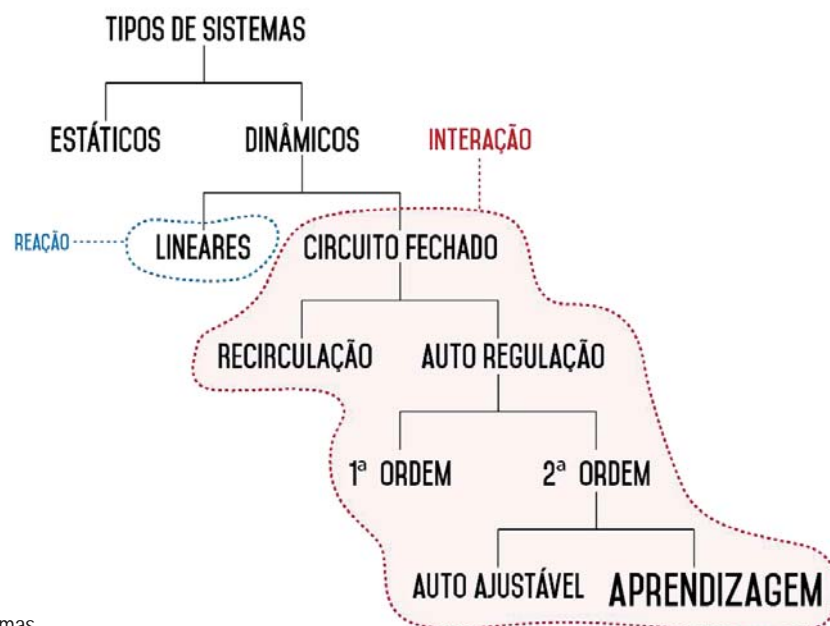 TIPOS DE SISTEMAS
ESTÁTICOS DINÂMICOS INTERAÇÃO
REAÇÃO LINEARES CIRCUITO FECHADO
RECIRCULAÇÃO AUTO REGULAÇÃO
1ª ORDEM 2ª ORDEM
AUTO AJUSTÁVEL APRENDIZAGEM